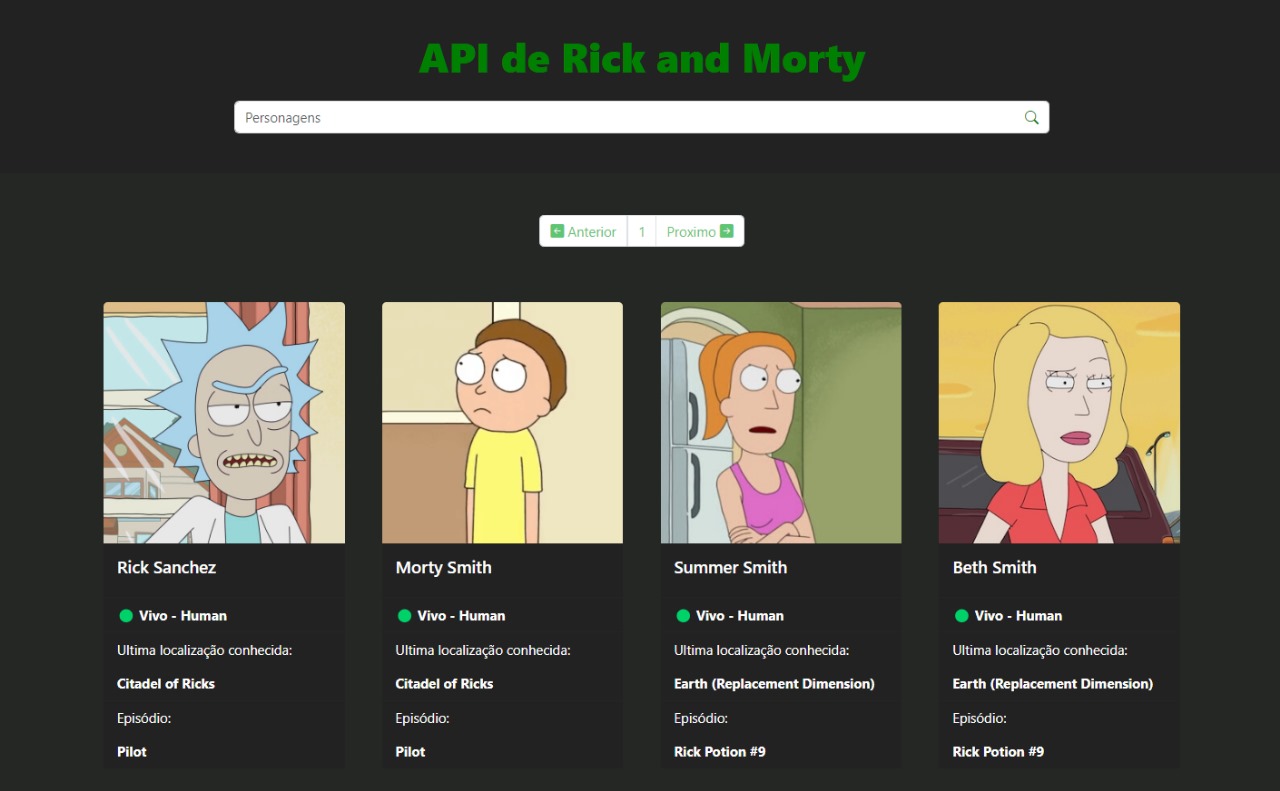 API de Rick and Morty
Personagens
Anterior 1 Proximo
Rick Sanchez
Vivo - Human
Ultima localização conhecida:
Citadel of Ricks
Episódio:
Pilot
Morty Smith
Vivo - Human
Ultima localização conhecida:
Citadel of Ricks
Episódio:
Pilot
Summer Smith
Vivo - Human
Ultima localização conhecida:
Earth (Replacement Dimension)
Episódio:
Rick Potion #9
Beth Smith
Vivo - Human
Ultima localização conhecida:
Earth (Replacement Dimension)
Episódio:
Rick Potion #9